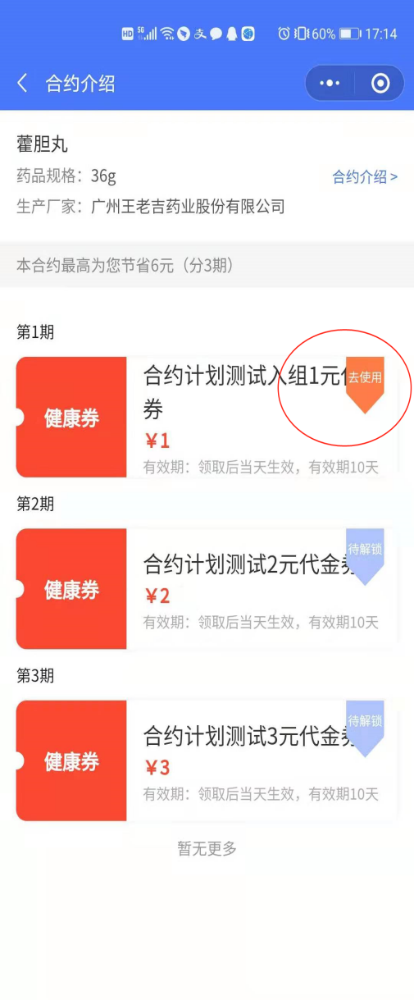 HD 5G 60% 17:14
合约介绍
藿胆丸
药品规格：36g 合约介绍 >
生产厂家：广州王老吉药业股份有限公司
本合约最高为您节省6元（分3期）
第1期
健康券
合约计划测试入组1元
去使用
券
¥1
有效期：领取后当天生效，有效期10天
第2期
健康券
合约计划测试2元代金
待解锁
¥2
有效期：领取后当天生效，有效期10天
第3期
健康券
合约计划测试3元代金
待解锁
¥3
有效期：领取后当天生效，有效期10天
暂无更多